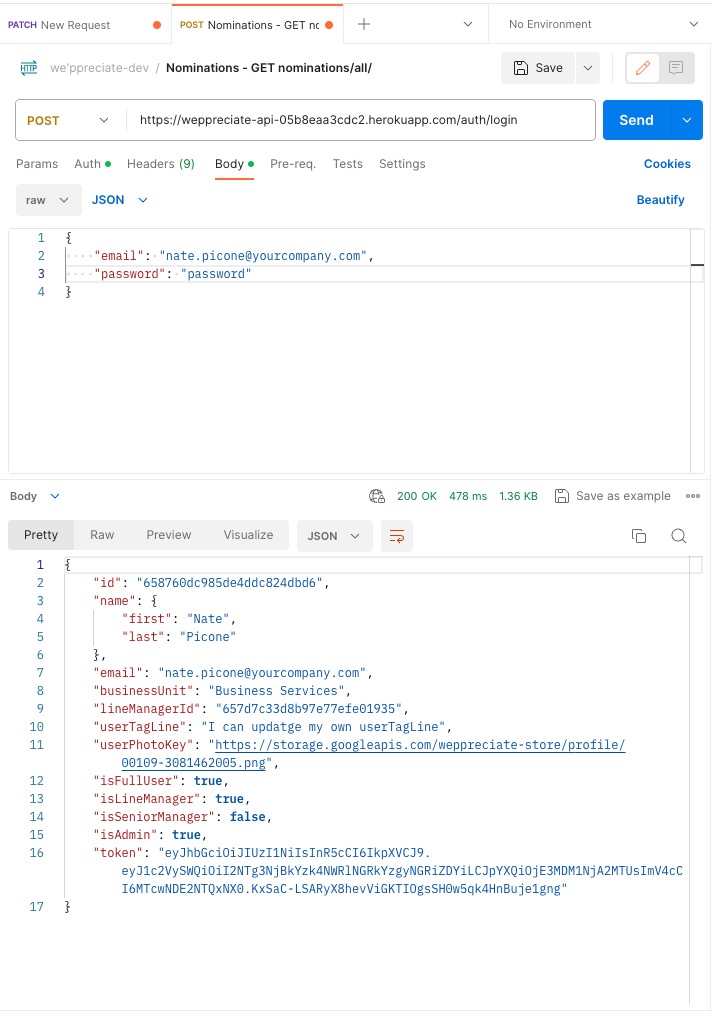 PATCH New Request
POST Nominations - GET nc
No Environment
HTTP
we'ppreciate-dev / Nominations - GET nominations/all/
Save
POST
https://weppreciate-api-05b8eaa3cdc2.herokuapp.com/auth/login
Send
Params Auth Headers (9) Body Pre-req. Tests Settings Cookies
raw JSON Beautify
1 {
2 "email": "nate.picone@yourcompany.com",
3 "password": "password"
4 }
Body 200 OK 478 ms 1.36 KB Save as example
Pretty Raw Preview Visualize JSON
1 {
2 "id": "658760dc985de4ddc824dbd6",
3 "name": {
4 "first": "Nate",
5 "last": "Picone"
6 },
7 "email": "nate.picone@yourcompany.com",
8 "businessUnit": "Business Services",
9 "lineManagerId": "657d7c33d8b97e77efe01935",
10 "userTagLine": "I can updatge my own userTagLine",
11 "userPhotoKey": "https://storage.googleapis.com/weppreciate-store/profile/
00109-3081462005.png",
12 "isFullUser": true,
13 "isLineManager": true,
14 "isSeniorManager": false,
15 "isAdmin": true,
16 "token": "eyJhbGciOiJIUzI1NiIsInR5cCI6IkpXVCJ9.
eyJ1c2VySWQiOiI2NTg3NjBkYzk4NWRlNGRkYzgyNGRiZDYiLCJpYXQiOjE3MDM1NjA2MTUsImV4cC
I6MTcwNDE2NTQxNX0.KxSaC-LSARyX8hevViGKTIOgsSH0w5qk4HnBuje1gng"
17 }